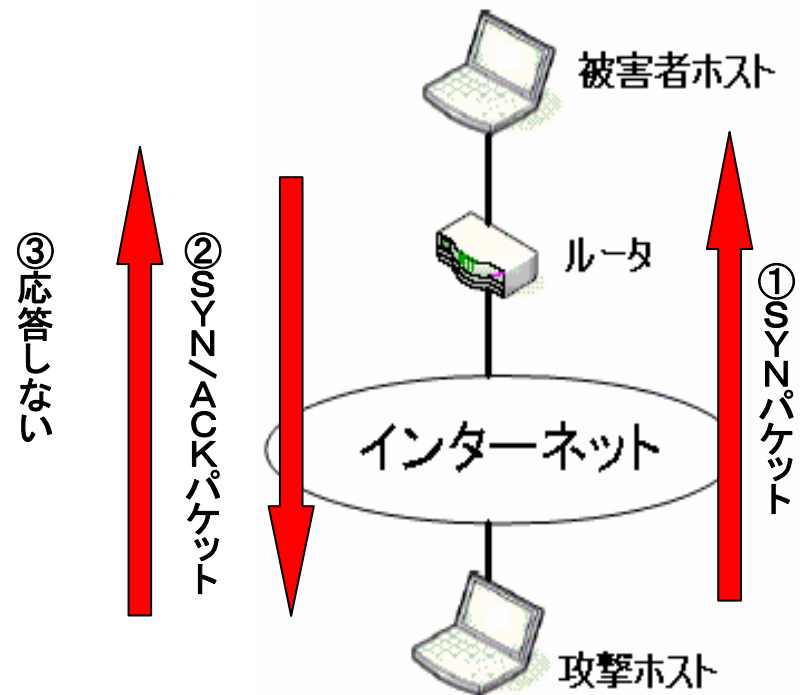 被害者ホスト
ルータ
①SYNパケット
②SYN/ACKパケット
③応答しない
インターネット
攻撃ホスト